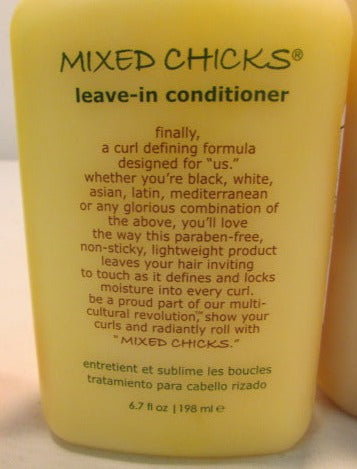 MIXED CHICKS®
leave-in conditioner
finally,
a curl defining formula
designed for "us."
whether you're black, white,
asian, latin, mediterranean
or any glorious combination of
the above, you'll love
the way this paraben-free,
non-sticky, lightweight product
leaves your hair inviting
to touch as it defines and locks
moisture into every curl.
be a proud part of our multi-
cultural revolution,™ show your
curls and radiantly roll with
"MIXED CHICKS."
entretient et sublime les boucles
tratamiento para cabello rizado
6.7 fl oz | 198 ml ℮